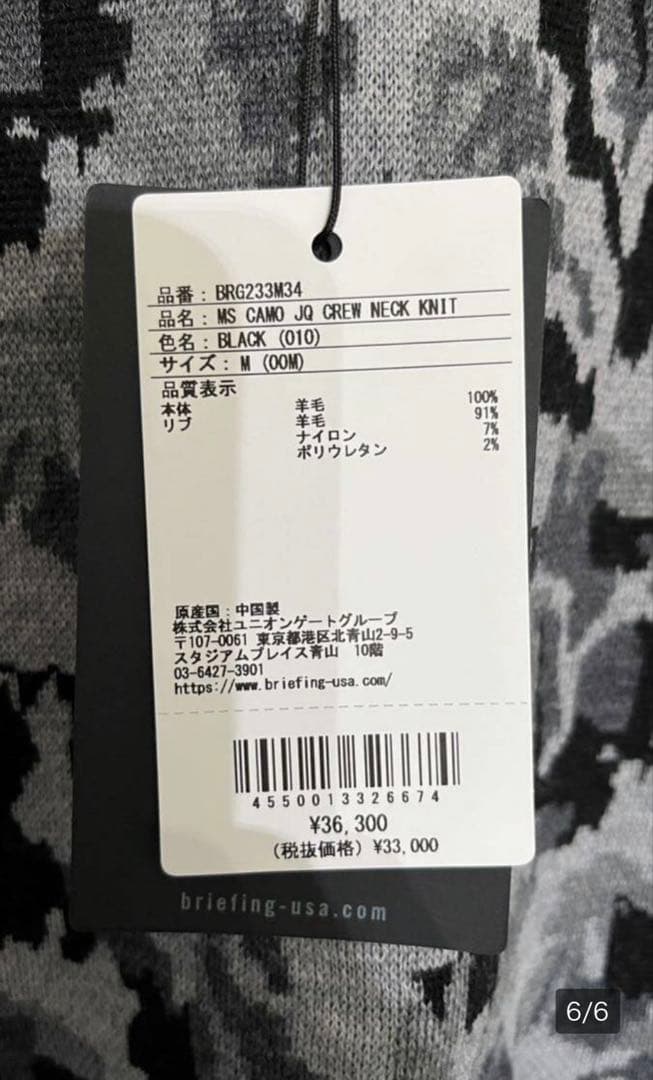 品番：BRG233M34
品名：MS CAMO JQ CREW NECK KNIT
色名：BLACK (010)
サイズ：M (00M)
品質表示
本体 羊毛 100%
リブ 羊毛 91%
ナイロン 7%
ポリウレタン 2%
原産国：中国製
株式会社ユニオンゲートグループ
〒107-0061 東京都港区北青山2-9-5
スタジアムプレイス青山 10階
03-6427-3901
https://www.briefing-usa.com/
4550013326674
¥36,300
(税抜価格) ¥33,000
briefing-usa.com
6/6